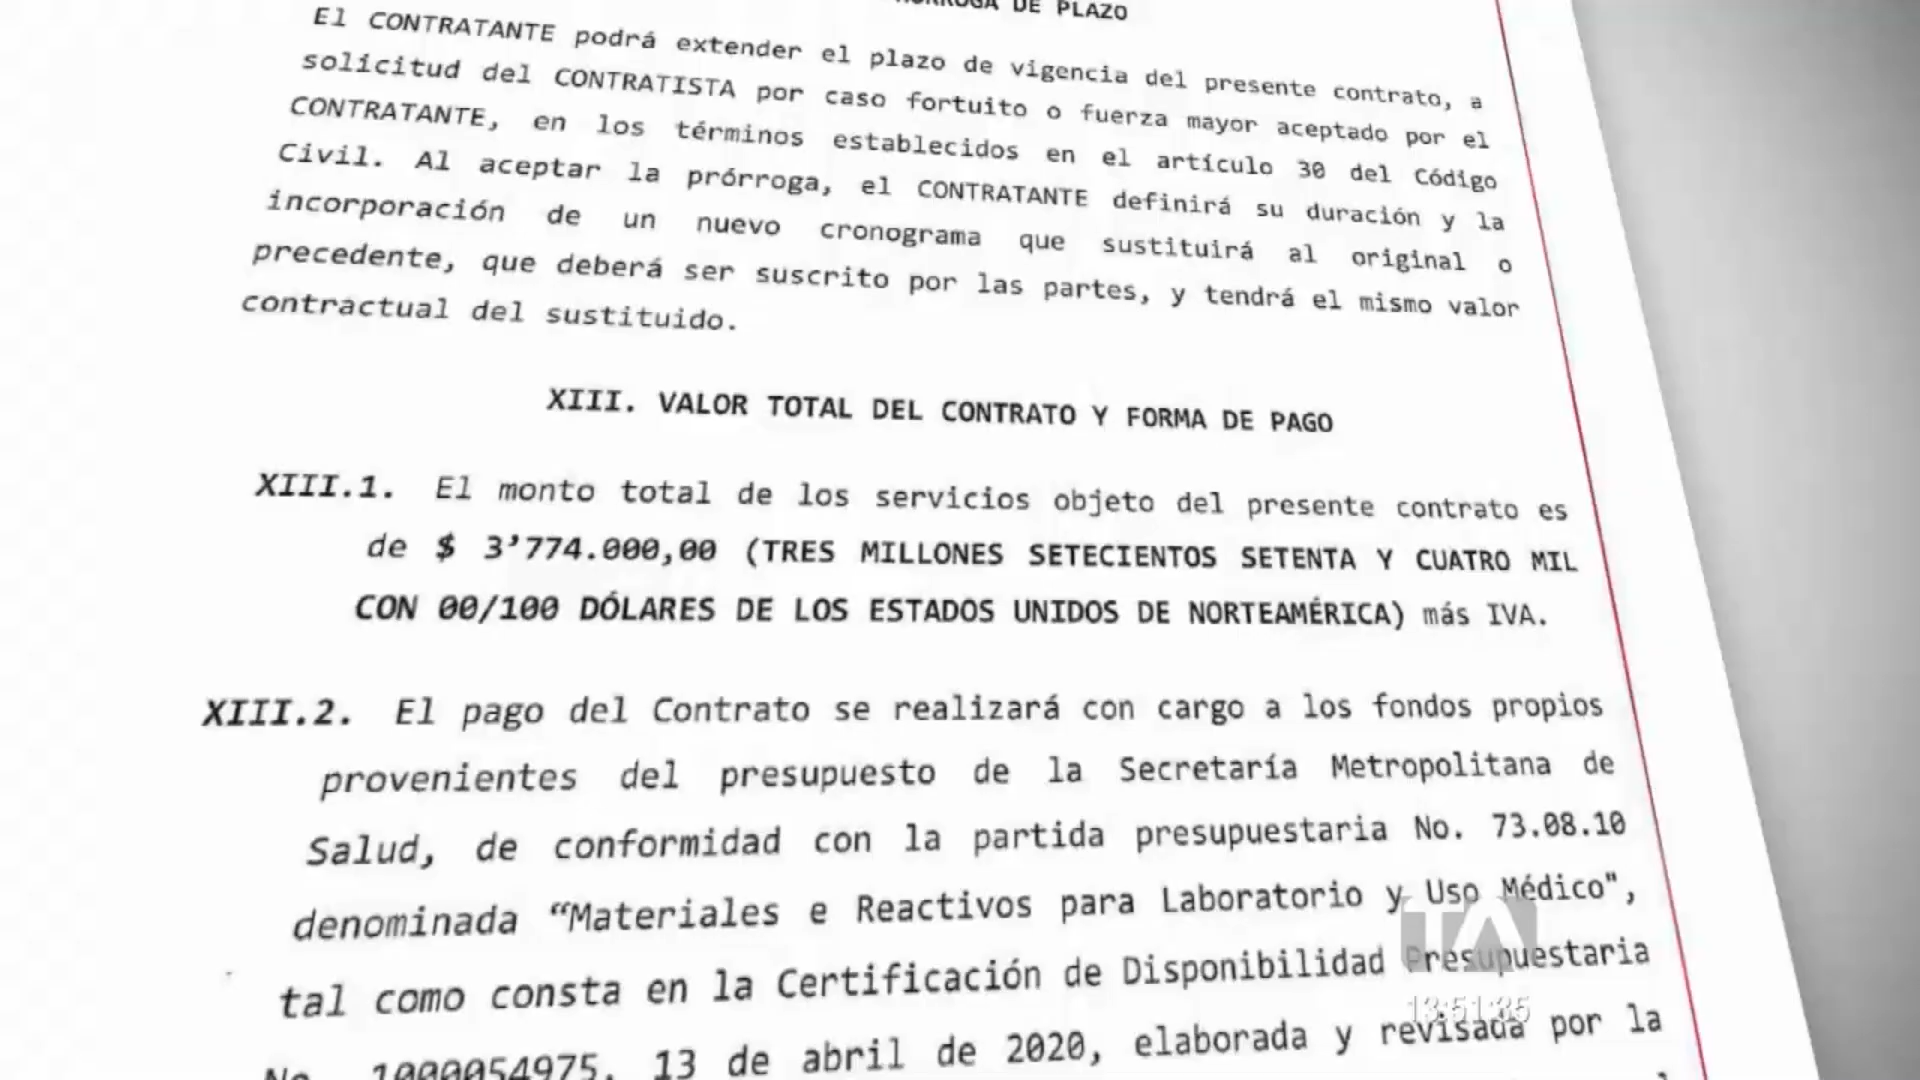 DE PLAZO
El CONTRATANTE podrá extender el plazo de vigencia del presente contrato, a
solicitud del CONTRATISTA por caso fortuito o fuerza mayor aceptado por el
CONTRATANTE, en los términos establecidos en el artículo 30 del Código
Civil. Al aceptar la prórroga, el CONTRATANTE definirá su duración y la
incorporación de un nuevo cronograma que sustituirá al original o
precedente, que deberá ser suscrito por las partes, y tendrá el mismo valor
contractual del sustituido.
XIII. VALOR TOTAL DEL CONTRATO Y FORMA DE PAGO
XIII.1. El monto total de los servicios objeto del presente contrato es
de $ 3’774.000,00 (TRES MILLONES SETECIENTOS SETENTA Y CUATRO MIL
CON 00/100 DÓLARES DE LOS ESTADOS UNIDOS DE NORTEAMÉRICA) más IVA.
XIII.2. El pago del Contrato se realizará con cargo a los fondos propios
provenientes del presupuesto de la Secretaría Metropolitana de
Salud, de conformidad con la partida presupuestaria No. 73.08.10
denominada “Materiales e Reactivos para Laboratorio y Uso Médico",
tal como consta en la Certificación de Disponibilidad Presupuestaria
No. 1000054975, 13 de abril de 2020, elaborada y revisada por la
TA
13:51:35